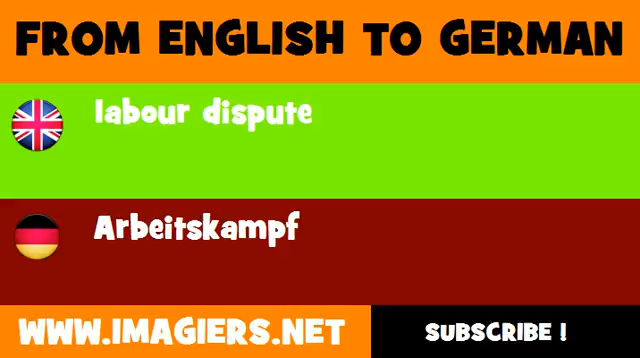 FROM ENGLISH TO GERMAN
labour dispute
Arbeitskampf
WWW.IMAGIERS.NET
SUBSCRIBE !